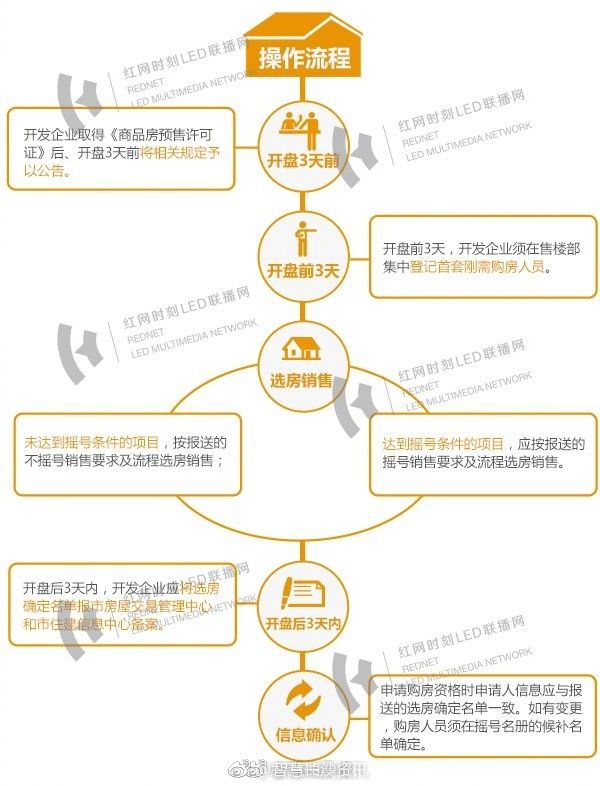 操作流程
红网时刻LED联播网
REDNET
LED MULTIMEDIA NETWORK
红网时刻LED联播网
REDNET
LED MULTIMEDIA NETWORK
开发企业取得《商品房预售许可
证》后、开盘3天前将相关规定予
以公告。
开盘3天前
开盘前3天
开盘前3天，开发企业须在售楼部
集中登记首套刚需购房人员。
红网时刻LED联播网
REDNET
LED MULTIMEDIA NETWORK
选房销售
红网时刻LED联播网
REDNET
LED MULTIMEDIA NETWORK
未达到摇号条件的项目，按报送的
不摇号销售要求及流程选房销售；
达到摇号条件的项目，应按报送的
摇号销售要求及流程选房销售。
开盘后3天内，开发企业应将选房
确定名单报市房屋交易管理中心
和市住建信息中心备案。
红网时刻LED联播网
REDNET
LED MULTIMEDIA NETWORK
开盘后3天内
红网时刻LED联播网
REDNET
LED MULTIMEDIA NETWORK
信息确认
申请购房资格时申请人信息应与报
送的选房确定名单一致。如有变更
，购房人员须在摇号名册的候补名
单确定。
@智慧长沙资讯